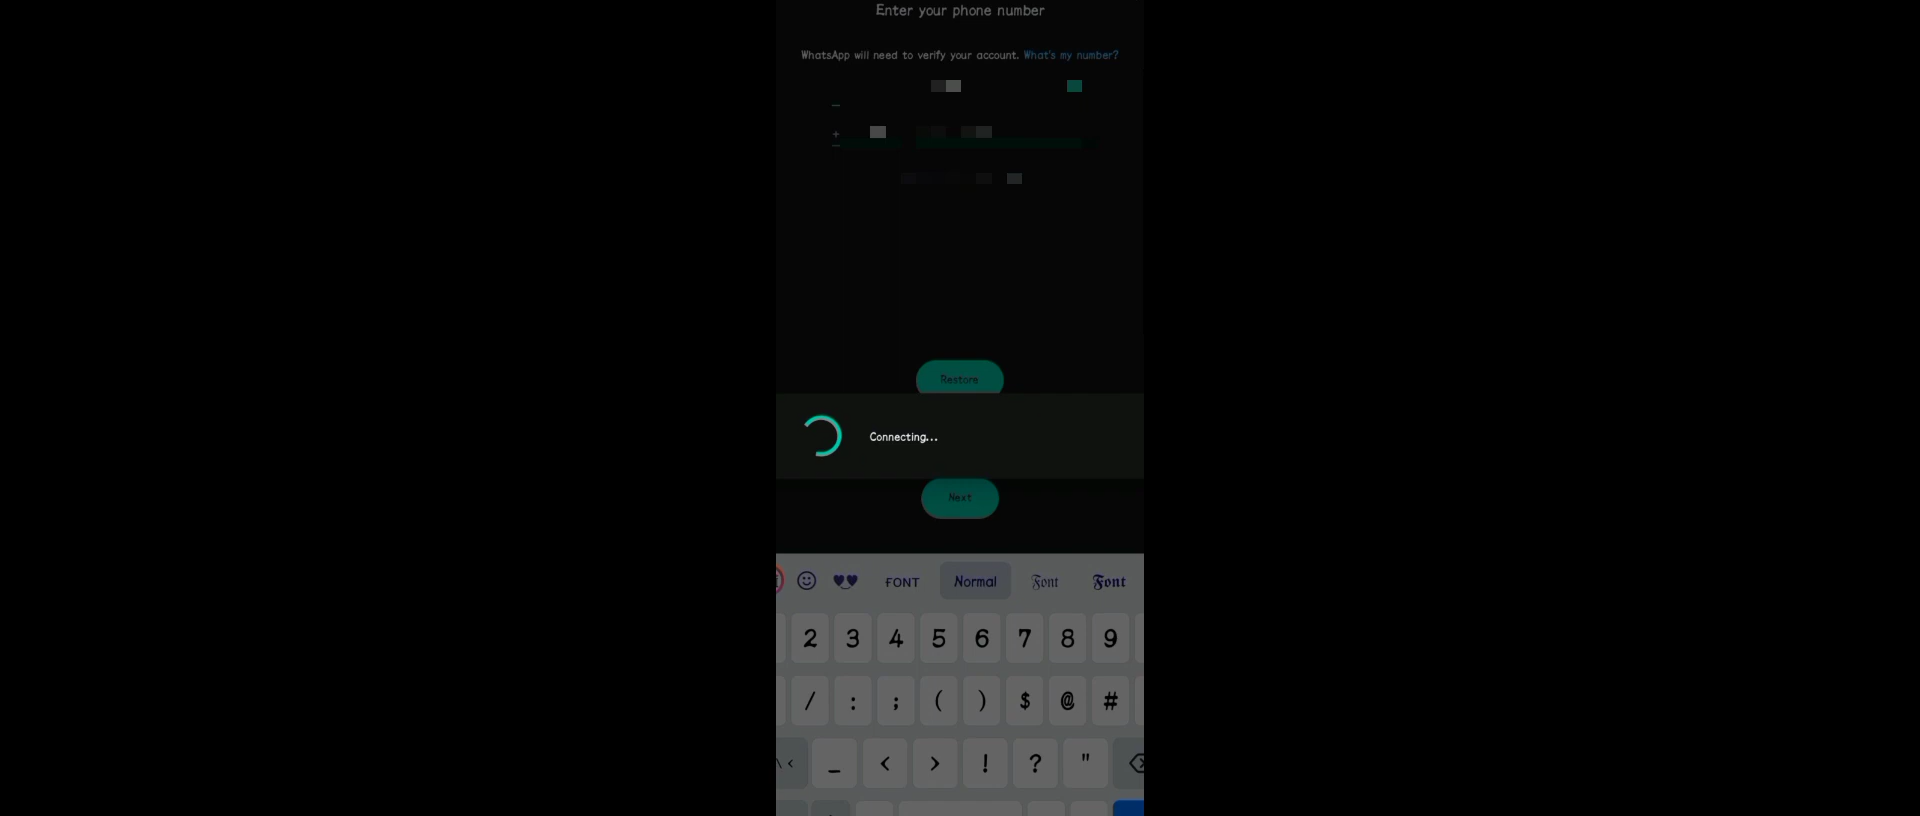 Enter your phone number
WhatsApp will need to verify your account. What's my number?
+
Restore
Connecting...
Next
FONT Normal Font Font
2 3 4 5 6 7 8 9
/ : ; ( ) $ @ #
\ < _ < > ! ? "